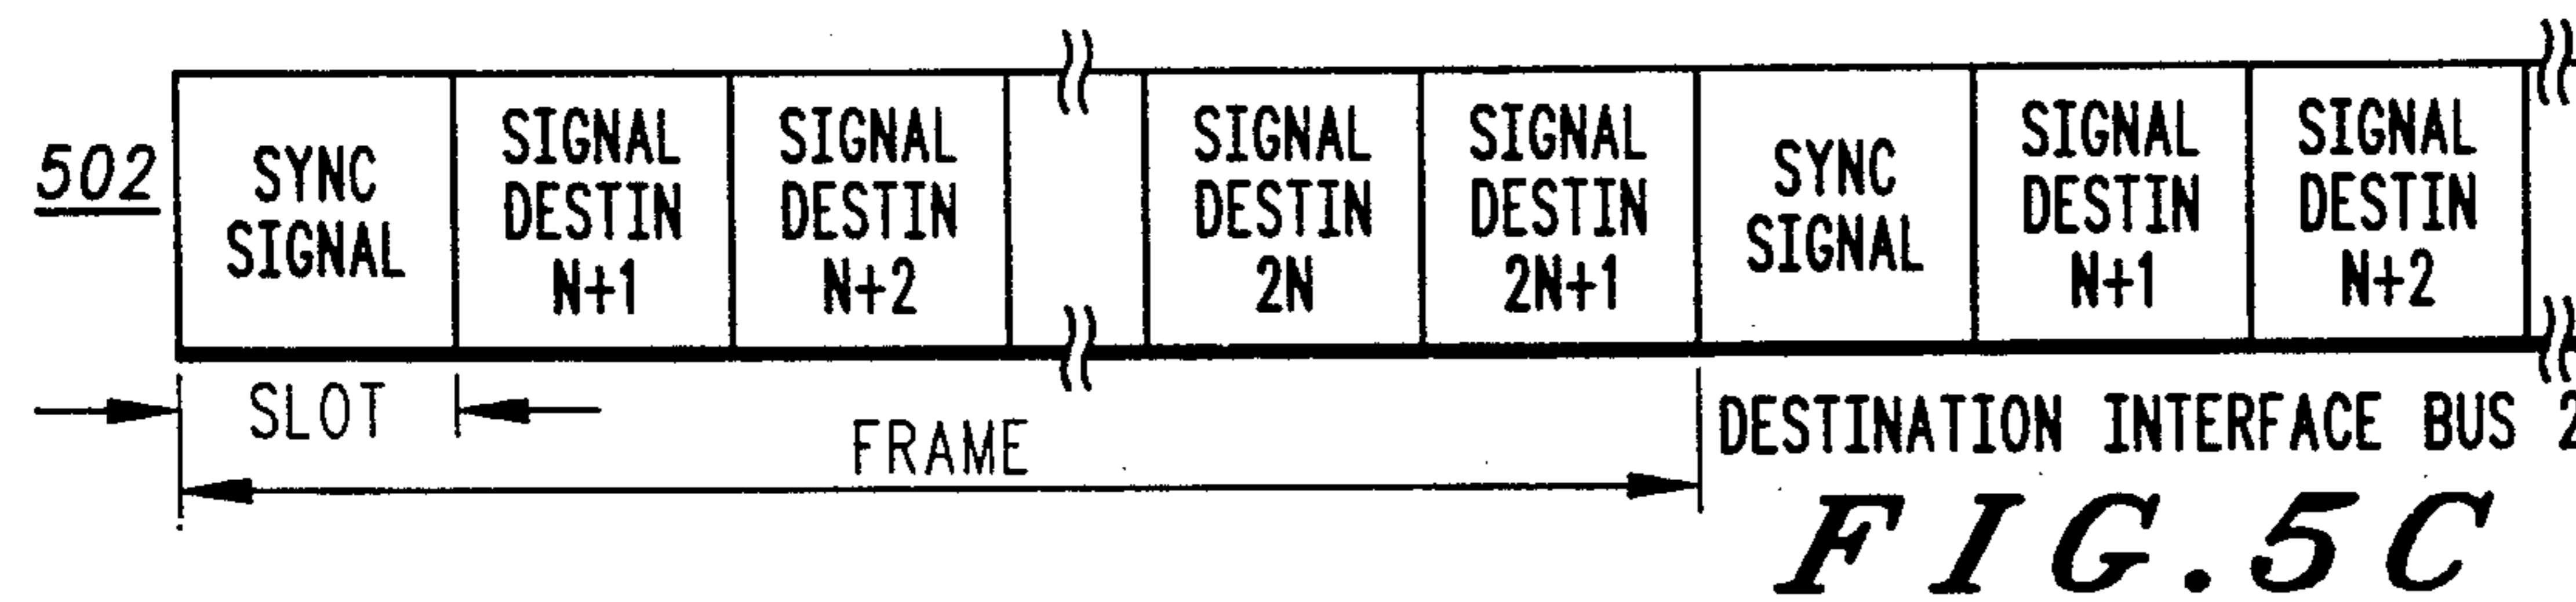 502
SYNC
SIGNAL
SIGNAL
DESTIN
N+1
SIGNAL
DESTIN
N+2
SIGNAL
DESTIN
2N
SIGNAL
DESTIN
2N+1
SYNC
SIGNAL
SIGNAL
DESTIN
N+1
SIGNAL
DESTIN
N+2
SLOT
FRAME
DESTINATION INTERFACE BUS 2
FIG.5C